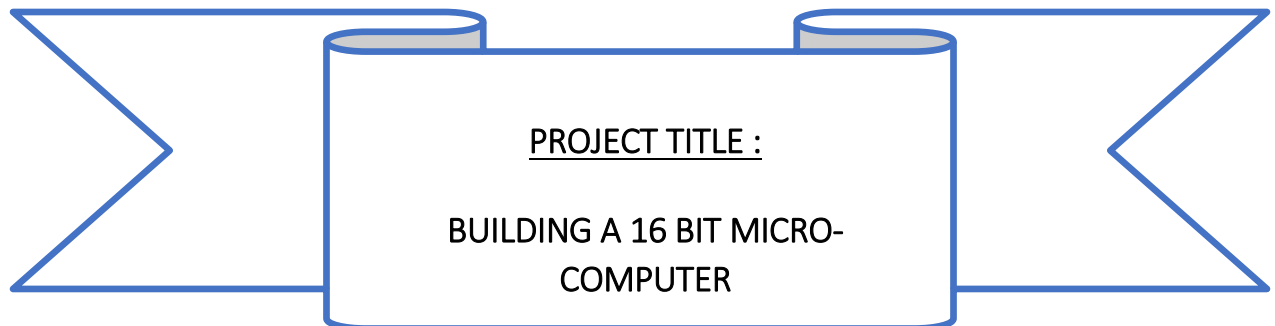 PROJECT TITLE :
BUILDING A 16 BIT MICRO-
COMPUTER